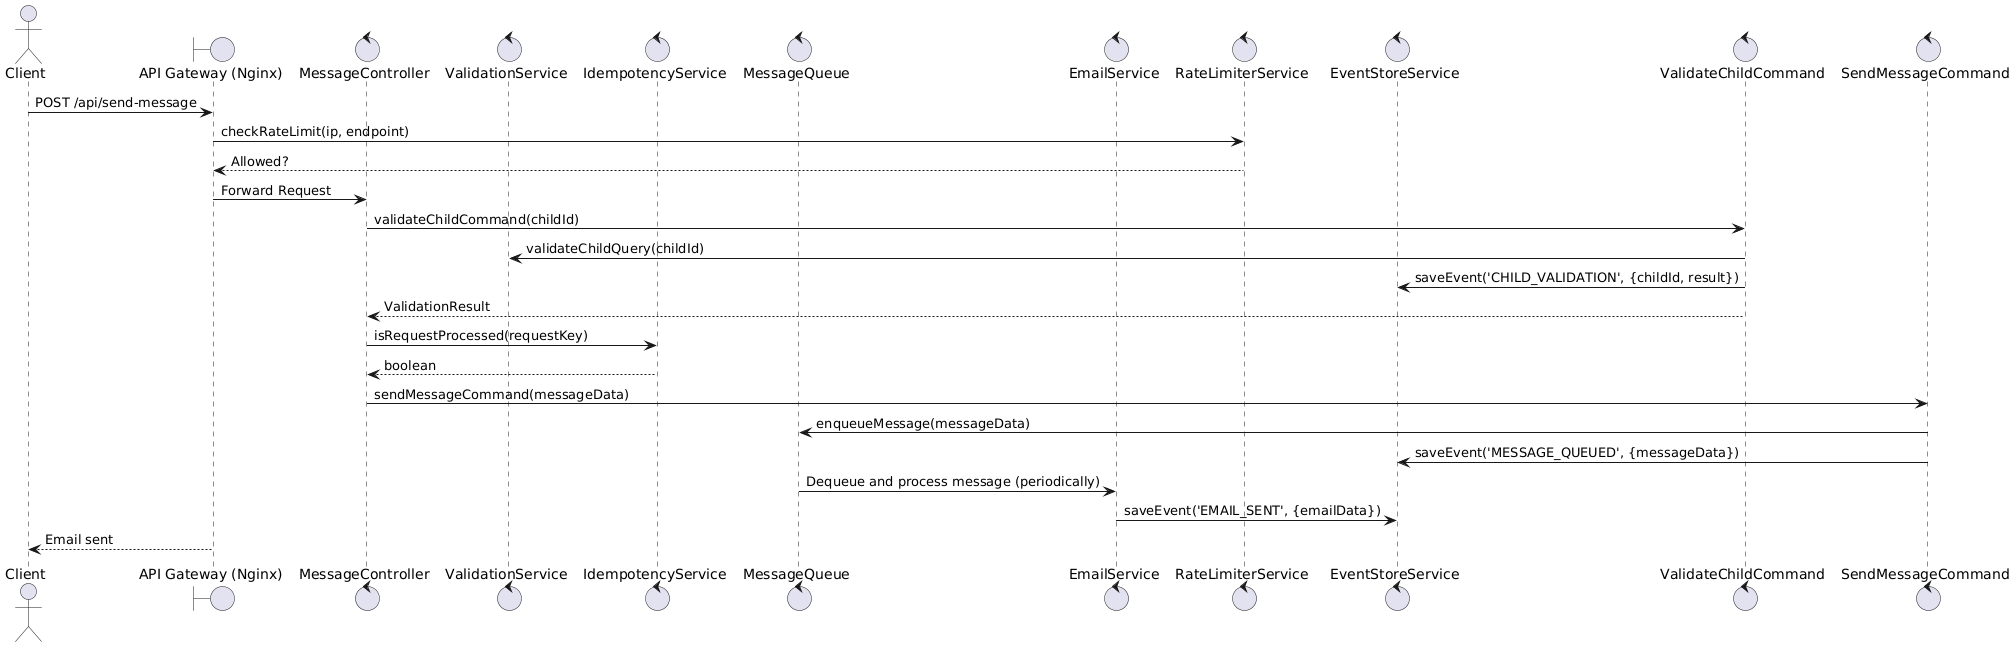 Client
API Gateway (Nginx)
MessageController
ValidationService
IdempotencyService
MessageQueue
EmailService
RateLimiterService
EventStoreService
ValidateChildCommand
SendMessageCommand
POST /api/send-message
checkRateLimit(ip, endpoint)
Allowed?
Forward Request
validateChildCommand(childId)
validateChildQuery(childId)
saveEvent('CHILD_VALIDATION', {childId, result})
ValidationResult
isRequestProcessed(requestKey)
boolean
sendMessageCommand(messageData)
enqueueMessage(messageData)
saveEvent('MESSAGE_QUEUED', {messageData})
Dequeue and process message (periodically)
saveEvent('EMAIL_SENT', {emailData})
Email sent
Client
API Gateway (Nginx)
MessageController
ValidationService
IdempotencyService
MessageQueue
EmailService
RateLimiterService
EventStoreService
ValidateChildCommand
SendMessageCommand